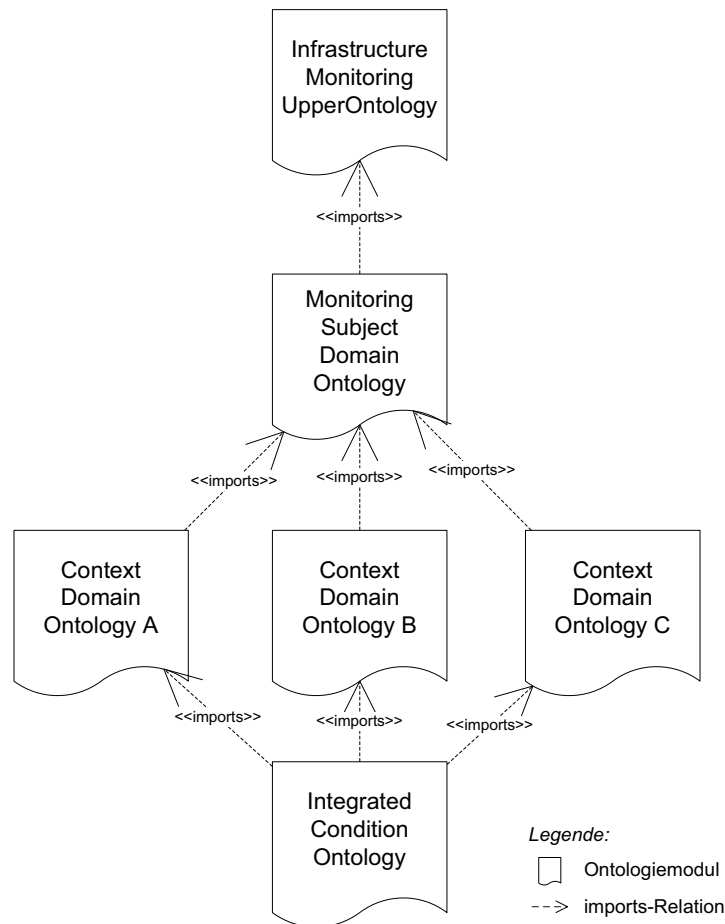 Infrastructure
Monitoring
UpperOntology
<<imports>>
Monitoring
Subject
Domain
Ontology
<<imports>>
<<imports>>
<<imports>>
Context
Domain
Ontology A
Context
Domain
Ontology B
Context
Domain
Ontology C
<<imports>>
<<imports>>
<<imports>>
Integrated
Condition
Ontology
Legende:
Ontologiemodul
imports-Relation